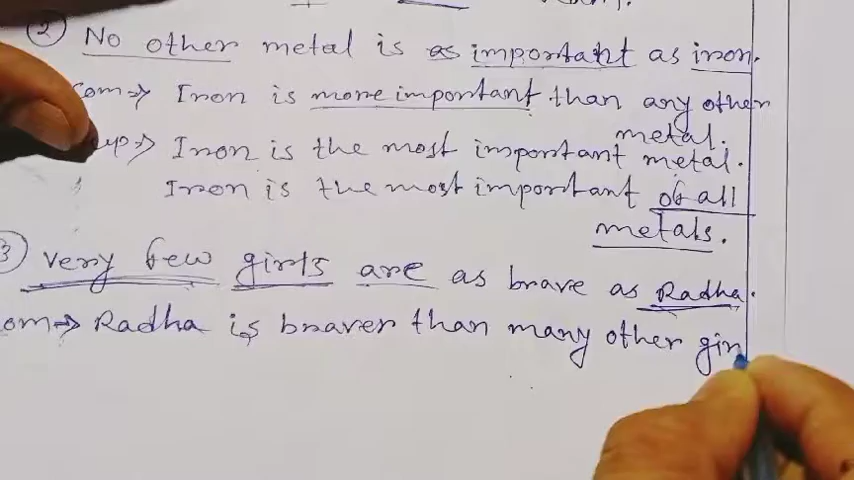 2 No other metal is as important as iron.
com⇒ Iron is more important than any other
metal.
Sup⇒ Iron is the most important metal.
Iron is the most important of all
metals.
3 very few girls are as brave as Radha.
com⇒ Radha is braver than many other gir